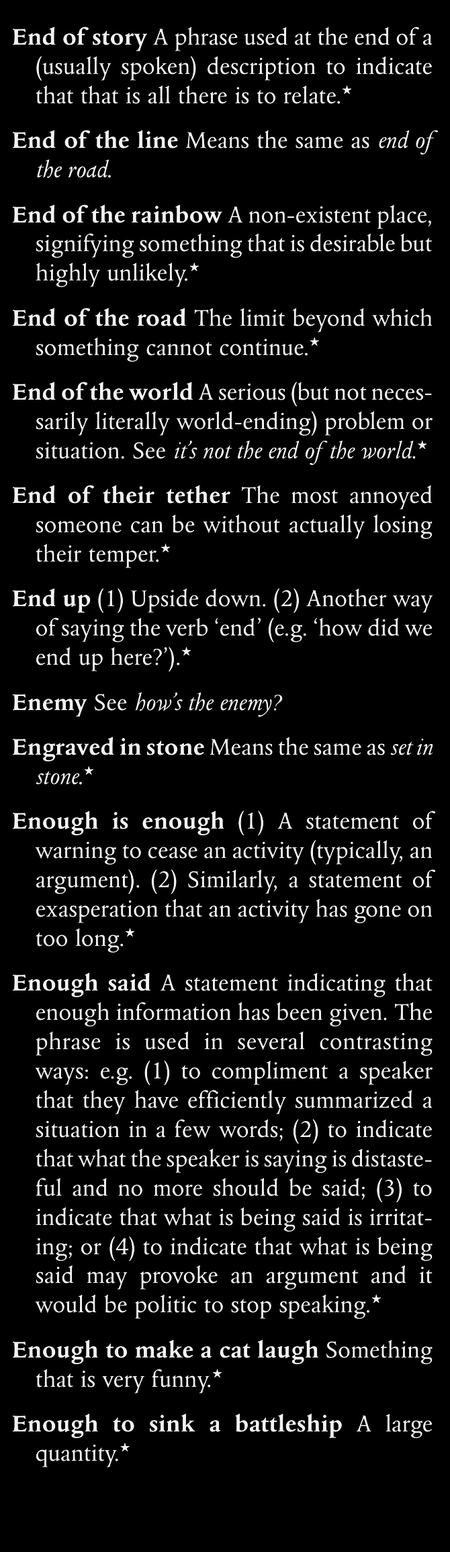 End of story A phrase used at the end of a
(usually spoken) description to indicate
that that is all there is to relate.★
End of the line Means the same as end of
the road.
End of the rainbow A non-existent place,
signifying something that is desirable but
highly unlikely.★
End of the road The limit beyond which
something cannot continue.★
End of the world A serious (but not neces-
sarily literally world-ending) problem or
situation. See it’s not the end of the world.★
End of their tether The most annoyed
someone can be without actually losing
their temper.★
End up (1) Upside down. (2) Another way
of saying the verb ‘end’ (e.g. ‘how did we
end up here?’).★
Enemy See how’s the enemy?
Engraved in stone Means the same as set in
stone.★
Enough is enough (1) A statement of
warning to cease an activity (typically, an
argument). (2) Similarly, a statement of
exasperation that an activity has gone on
too long.★
Enough said A statement indicating that
enough information has been given. The
phrase is used in several contrasting
ways: e.g. (1) to compliment a speaker
that they have efficiently summarized a
situation in a few words; (2) to indicate
that what the speaker is saying is distaste-
ful and no more should be said; (3) to
indicate that what is being said is irritat-
ing; or (4) to indicate that what is being
said may provoke an argument and it
would be politic to stop speaking.★
Enough to make a cat laugh Something
that is very funny.★
Enough to sink a battleship A large
quantity.★